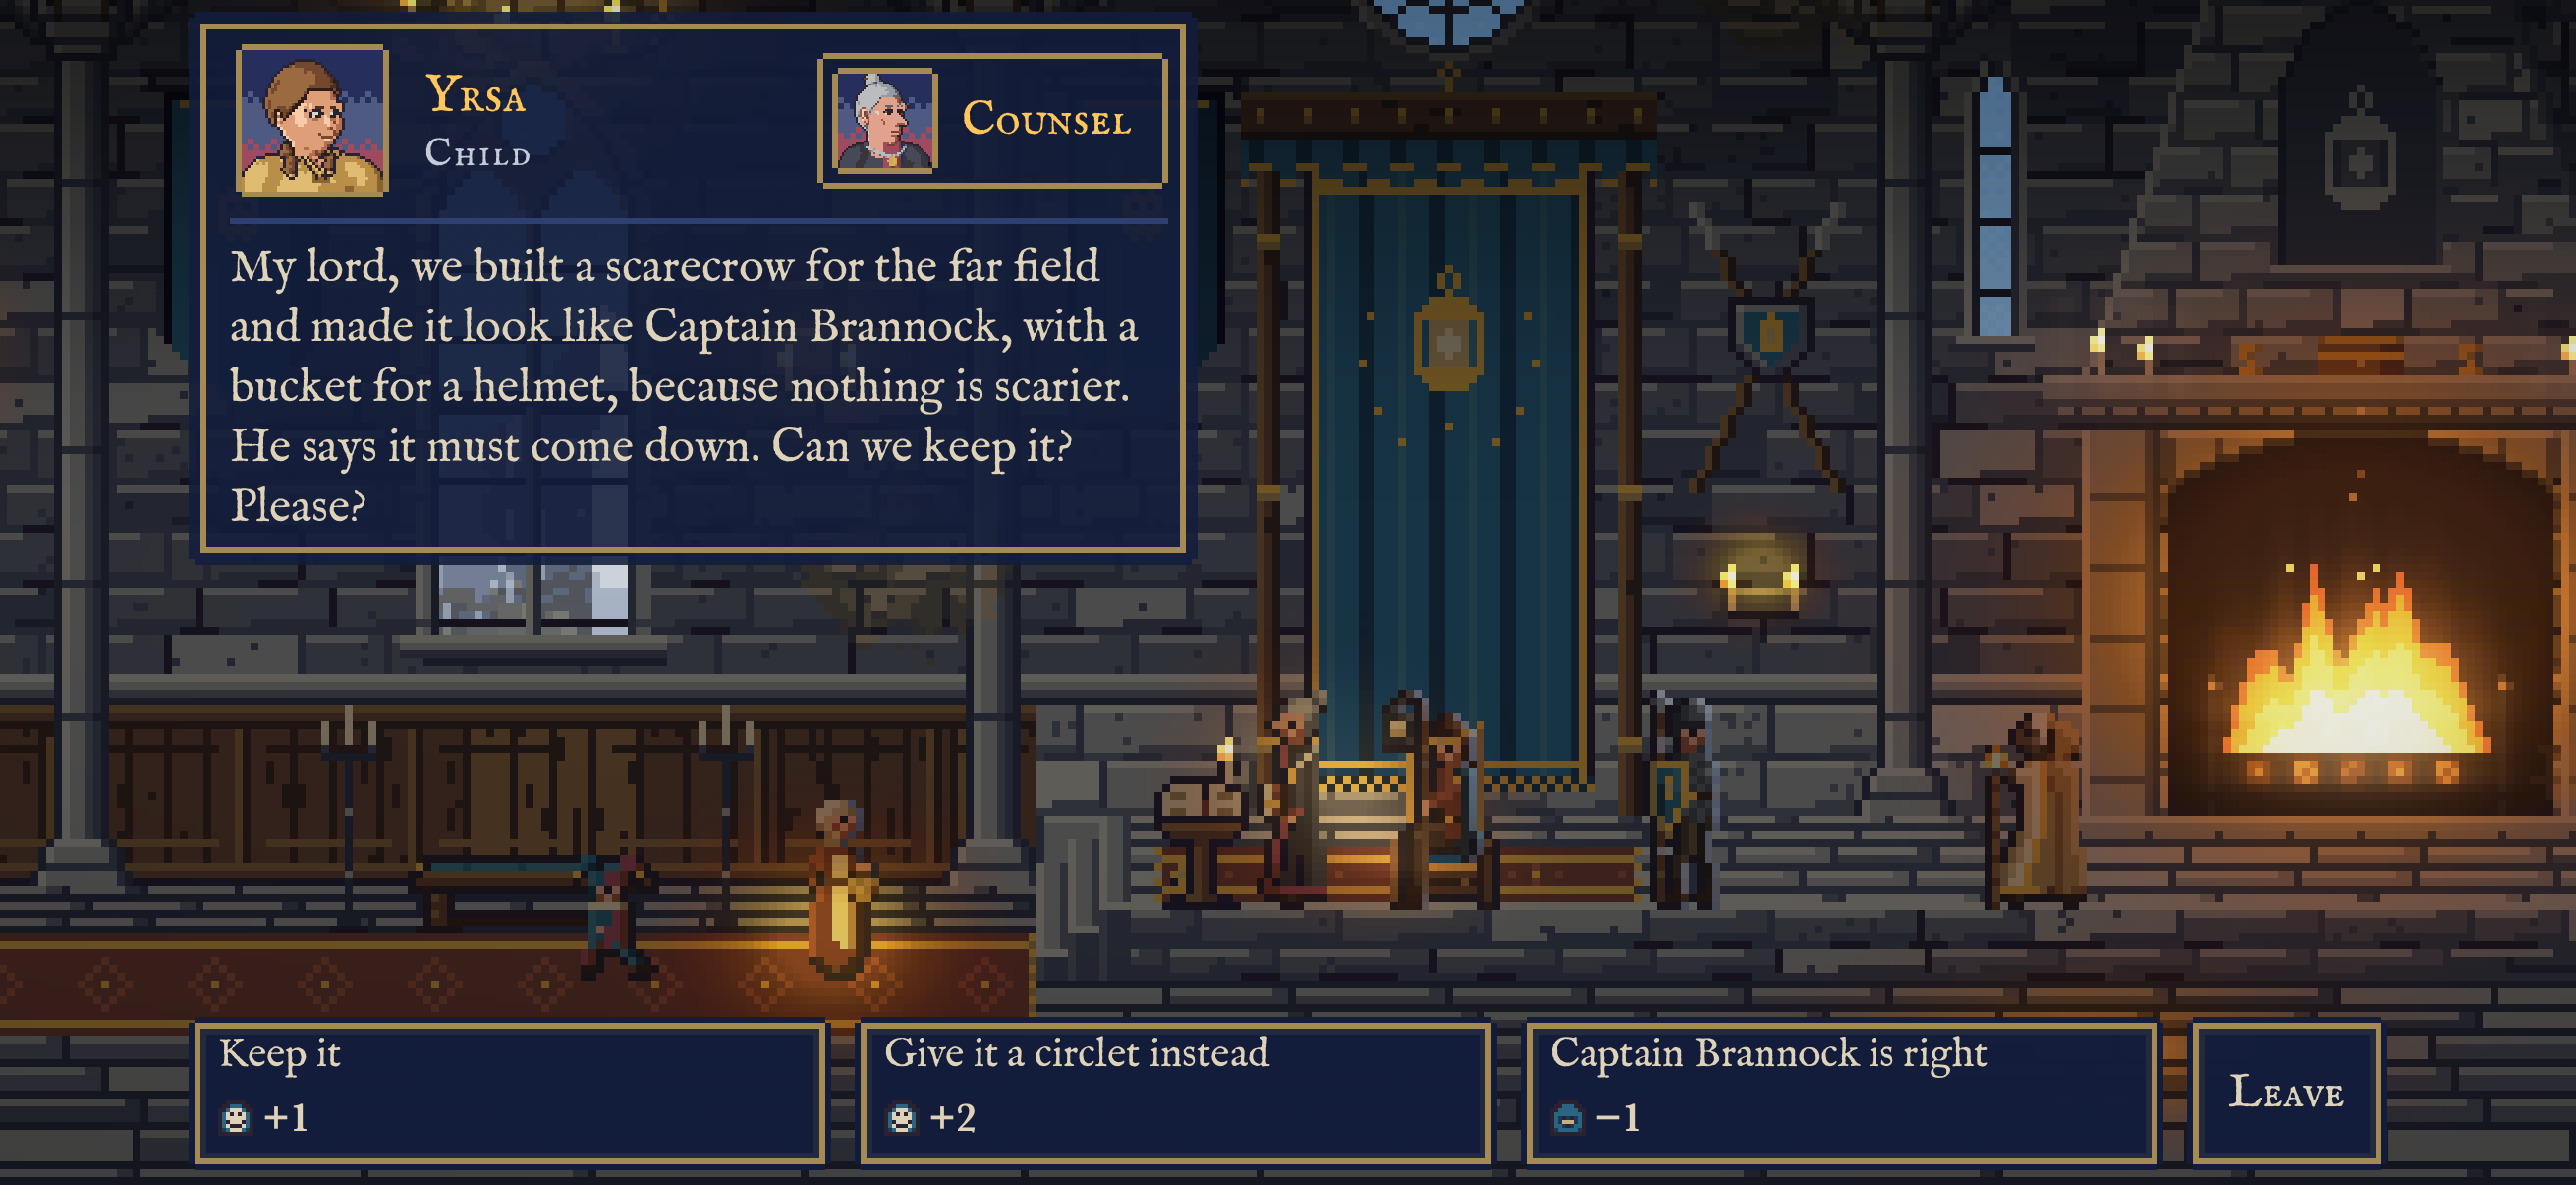 Yrsa
Child
Counsel
My lord, we built a scarecrow for the far field
and made it look like Captain Brannock, with a
bucket for a helmet, because nothing is scarier.
He says it must come down. Can we keep it?
Please?
Keep it
+1
Give it a circlet instead
+2
Captain Brannock is right
−1
Leave